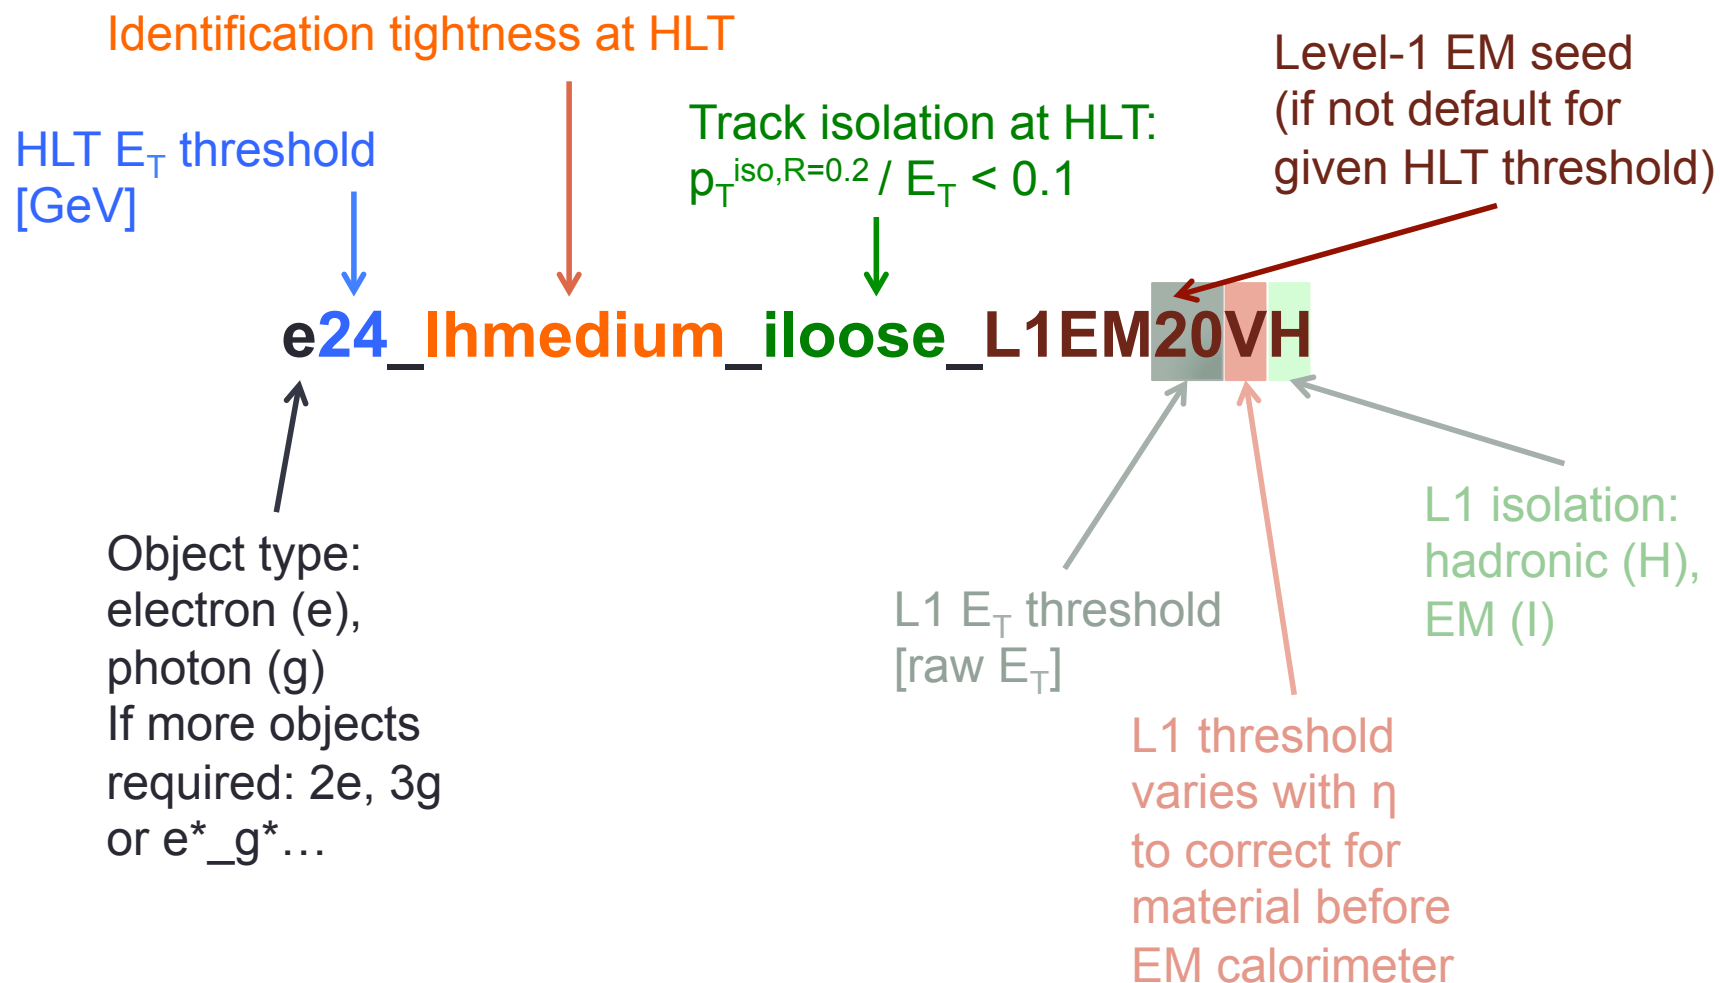 Identification tightness at HLT
HLT E_T threshold
[GeV]
Track isolation at HLT:
p_T^iso,R=0.2 / E_T < 0.1
Level-1 EM seed
(if not default for
given HLT threshold)
e24_lhmedium_iloose_L1EM20VH
Object type:
electron (e),
photon (g)
If more objects
required: 2e, 3g
or e*_g*…
L1 E_T threshold
[raw E_T]
L1 threshold
varies with η
to correct for
material before
EM calorimeter
L1 isolation:
hadronic (H),
EM (I)